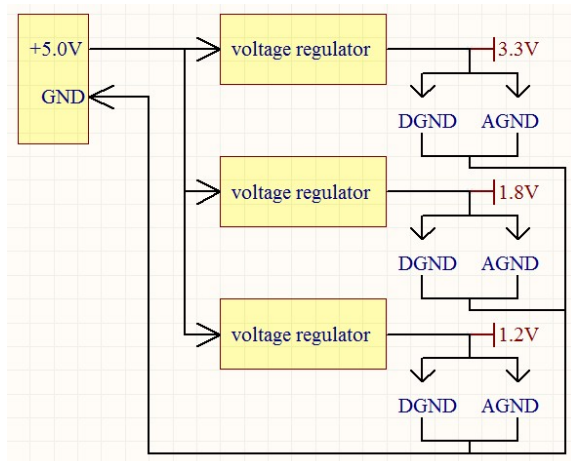 +5.0V
GND
voltage regulator
3.3V
DGND AGND
voltage regulator
1.8V
DGND AGND
voltage regulator
1.2V
DGND AGND